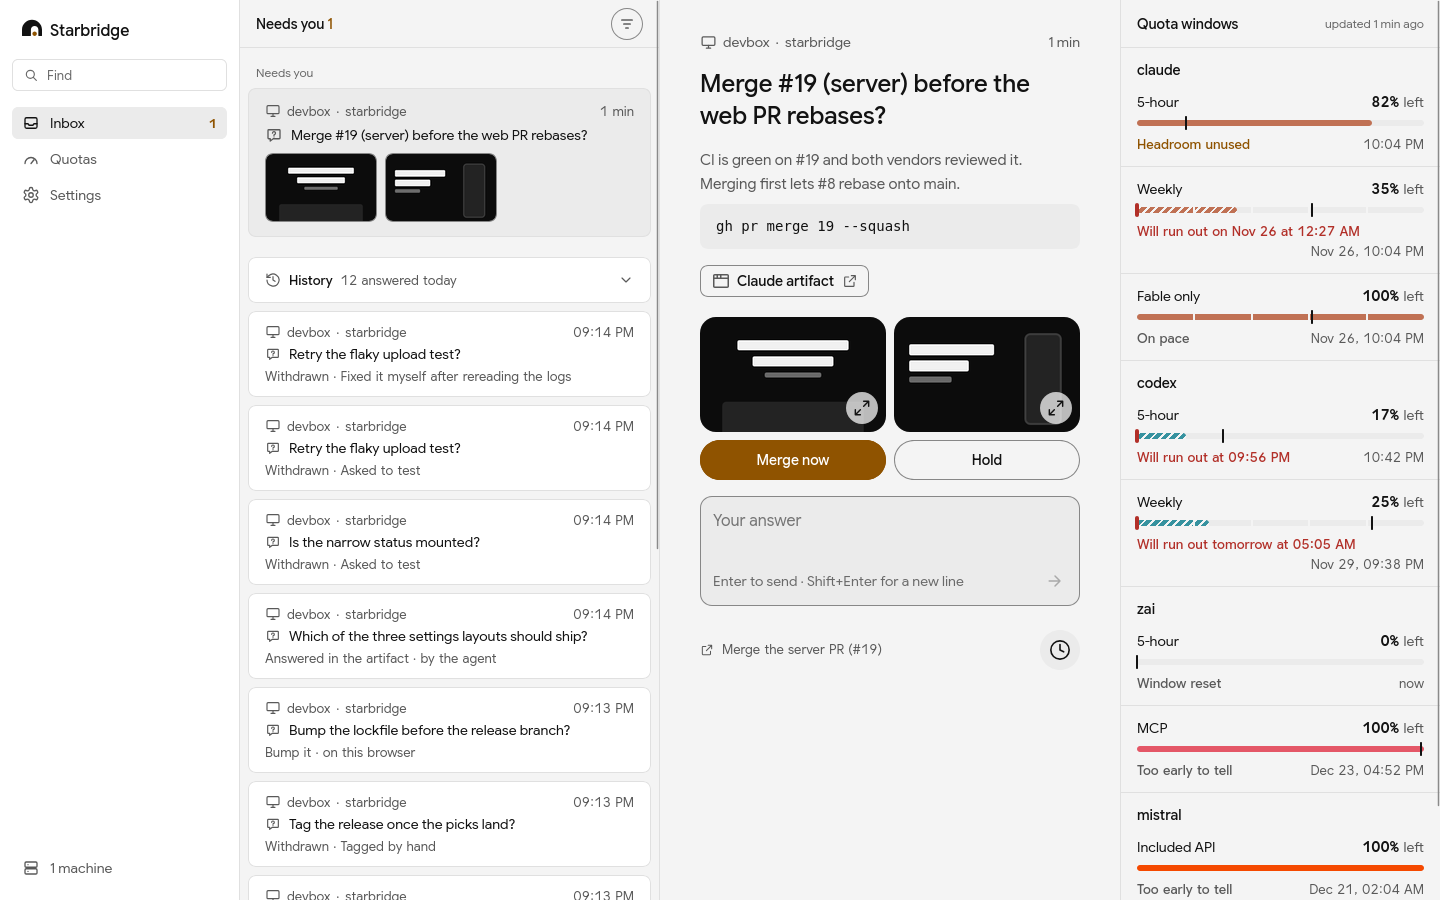 Starbridge
Find
Inbox 1
Quotas
Settings
1 machine
Needs you 1
Needs you
devbox · starbridge 1 min
Merge #19 (server) before the web PR rebases?
History 12 answered today
devbox · starbridge 09:14 PM
Retry the flaky upload test?
Withdrawn · Fixed it myself after rereading the logs
devbox · starbridge 09:14 PM
Retry the flaky upload test?
Withdrawn · Asked to test
devbox · starbridge 09:14 PM
Is the narrow status mounted?
Withdrawn · Asked to test
devbox · starbridge 09:14 PM
Which of the three settings layouts should ship?
Answered in the artifact · by the agent
devbox · starbridge 09:13 PM
Bump the lockfile before the release branch?
Bump it · on this browser
devbox · starbridge 09:13 PM
Tag the release once the picks land?
Withdrawn · Tagged by hand
devbox · starbridge 09:13 PM
devbox · starbridge 1 min
Merge #19 (server) before the
web PR rebases?
CI is green on #19 and both vendors reviewed it.
Merging first lets #8 rebase onto main.
gh pr merge 19 --squash
Claude artifact
Merge now
Hold
Your answer
Enter to send · Shift+Enter for a new line
Merge the server PR (#19)
Quota windows updated 1 min ago
claude
5-hour 82% left
Headroom unused 10:04 PM
Weekly 35% left
Will run out on Nov 26 at 12:27 AM
Nov 26, 10:04 PM
Fable only 100% left
On pace Nov 26, 10:04 PM
codex
5-hour 17% left
Will run out at 09:56 PM 10:42 PM
Weekly 25% left
Will run out tomorrow at 05:05 AM
Nov 29, 09:38 PM
zai
5-hour 0% left
Window reset now
MCP 100% left
Too early to tell Dec 23, 04:52 PM
mistral
Included API 100% left
Too early to tell Dec 21, 02:04 AM